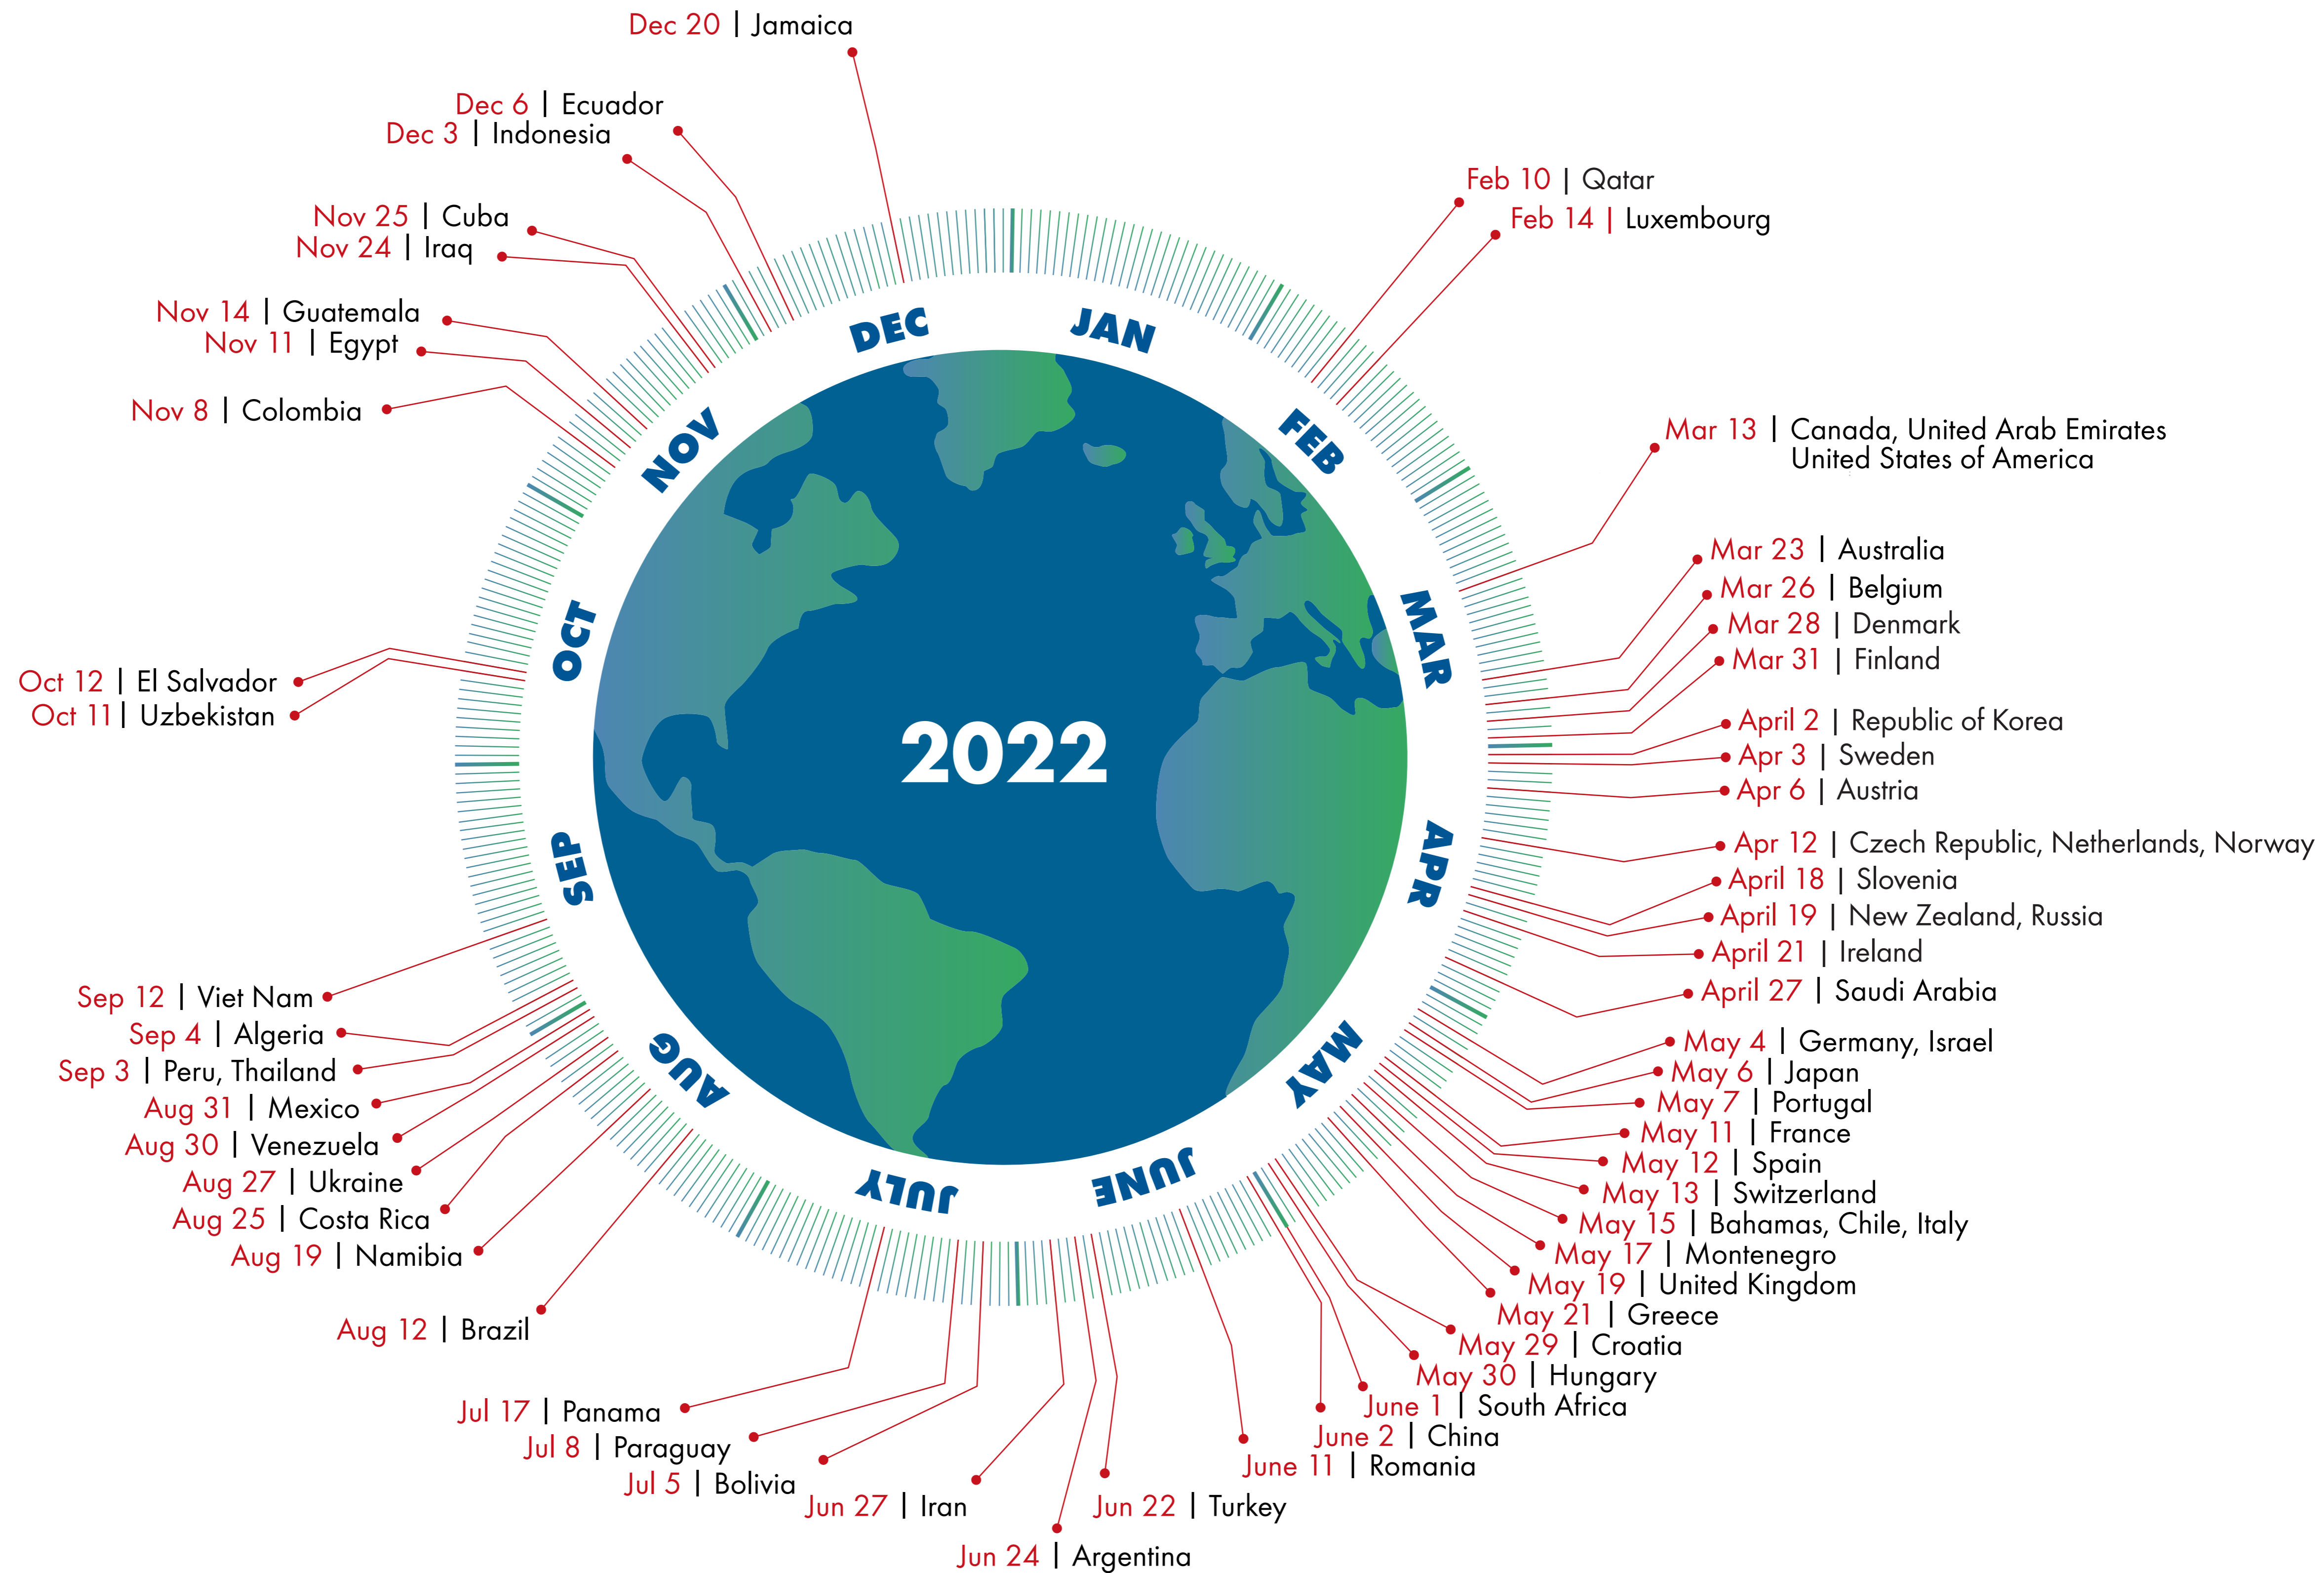 Dec 20 | Jamaica
Dec 6 | Ecuador
Dec 3 | Indonesia
Nov 25 | Cuba
Nov 24 | Iraq
Nov 14 | Guatemala
Nov 11 | Egypt
Nov 8 | Colombia
Oct 12 | El Salvador
Oct 11 | Uzbekistan
Sep 12 | Viet Nam
Sep 4 | Algeria
Sep 3 | Peru, Thailand
Aug 31 | Mexico
Aug 30 | Venezuela
Aug 27 | Ukraine
Aug 25 | Costa Rica
Aug 19 | Namibia
Aug 12 | Brazil
Jul 17 | Panama
Jul 8 | Paraguay
Jul 5 | Bolivia
Jun 27 | Iran
Jun 24 | Argentina
Jun 22 | Turkey
Feb 10 | Qatar
Feb 14 | Luxembourg
Mar 13 | Canada, United Arab Emirates
United States of America
Mar 23 | Australia
Mar 26 | Belgium
Mar 28 | Denmark
Mar 31 | Finland
April 2 | Republic of Korea
Apr 3 | Sweden
Apr 6 | Austria
Apr 12 | Czech Republic, Netherlands, Norway
April 18 | Slovenia
April 19 | New Zealand, Russia
April 21 | Ireland
April 27 | Saudi Arabia
May 4 | Germany, Israel
May 6 | Japan
May 7 | Portugal
May 11 | France
May 12 | Spain
May 13 | Switzerland
May 15 | Bahamas, Chile, Italy
May 17 | Montenegro
May 19 | United Kingdom
May 21 | Greece
May 29 | Croatia
May 30 | Hungary
June 1 | South Africa
June 2 | China
June 11 | Romania
JAN
FEB
MAR
APR
MAY
JUNE
JULY
AUG
SEP
OCT
NOV
DEC
2022